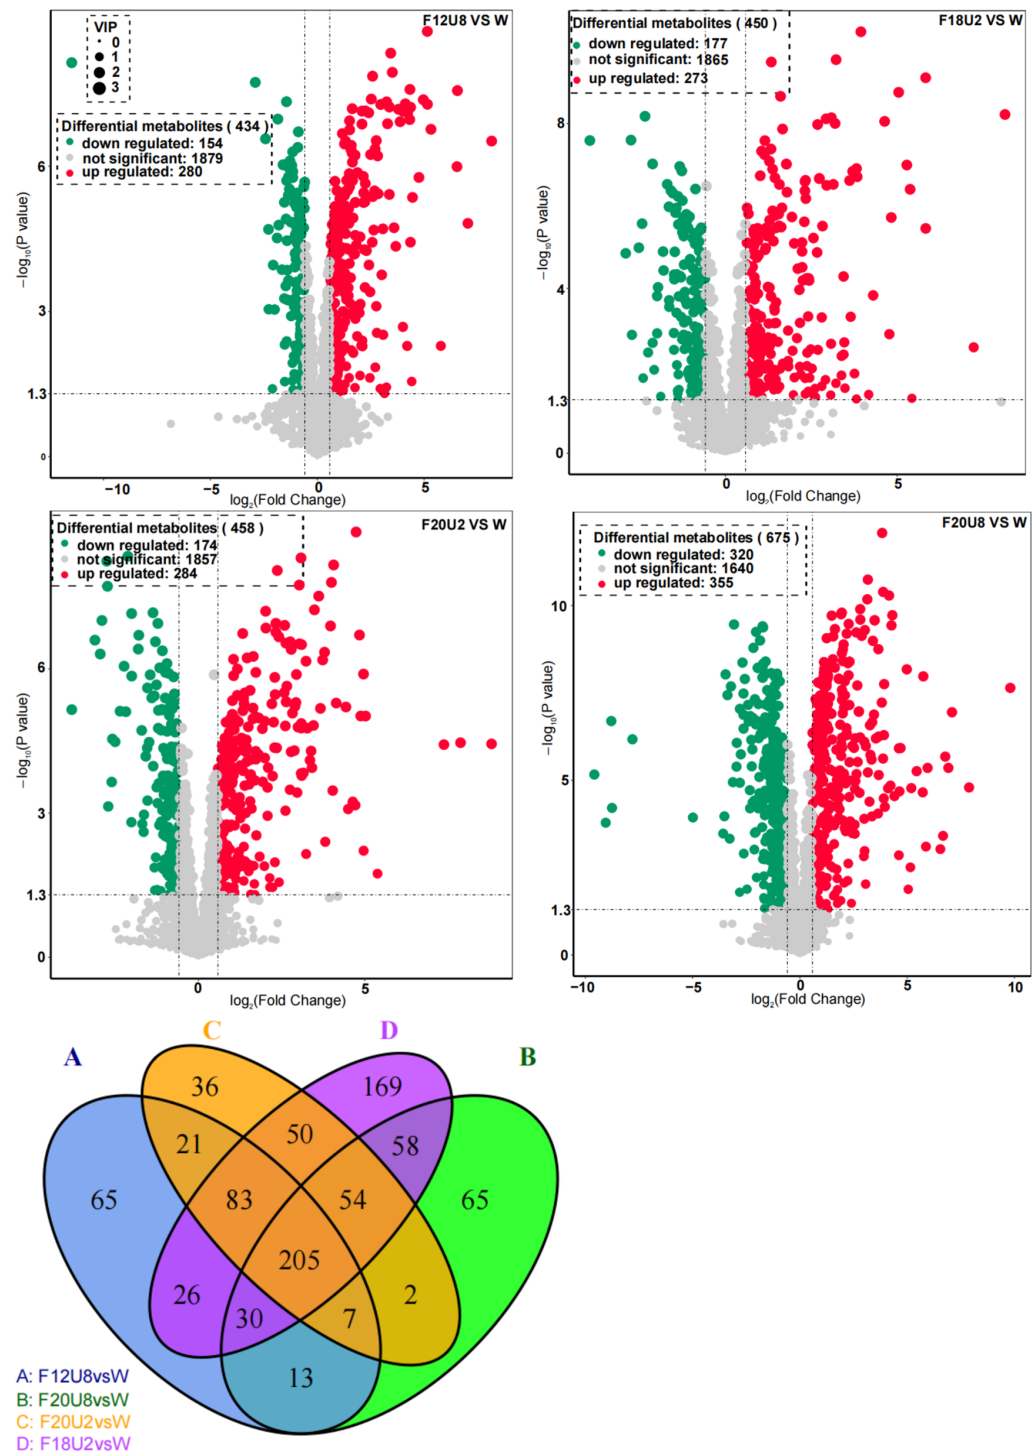 F12U8 VS W
VIP
0
1
2
3
Differential metabolites ( 434 )
down regulated: 154
not significant: 1879
up regulated: 280
−log₁₀(P value)
6
3
1.3
0
−10
−5
0
5
log₂(Fold Change)
F18U2 VS W
Differential metabolites ( 450 )
down regulated: 177
not significant: 1865
up regulated: 273
−log₁₀(P value)
8
4
1.3
0
0
5
log₂(Fold Change)
F20U2 VS W
Differential metabolites ( 458 )
down regulated: 174
not significant: 1857
up regulated: 284
−log₁₀(P value)
6
3
1.3
0
0
5
log₂(Fold Change)
F20U8 VS W
Differential metabolites ( 675 )
down regulated: 320
not significant: 1640
up regulated: 355
−log₁₀(P value)
10
5
1.3
0
−10
−5
0
5
10
log₂(Fold Change)
A
C
D
B
36
169
21
50
58
65
83
54
65
205
26
30
7
2
13
A: F12U8vsW
B: F20U8vsW
C: F20U2vsW
D: F18U2vsW